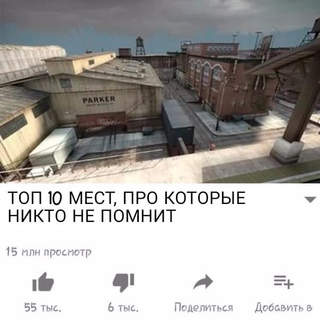 PARKER
ТОП 10 МЕСТ, ПРО КОТОРЫЕ
НИКТО НЕ ПОМНИТ
15 млн просмотр
55 тыс.
6 тыс.
Поделиться
Добавить в